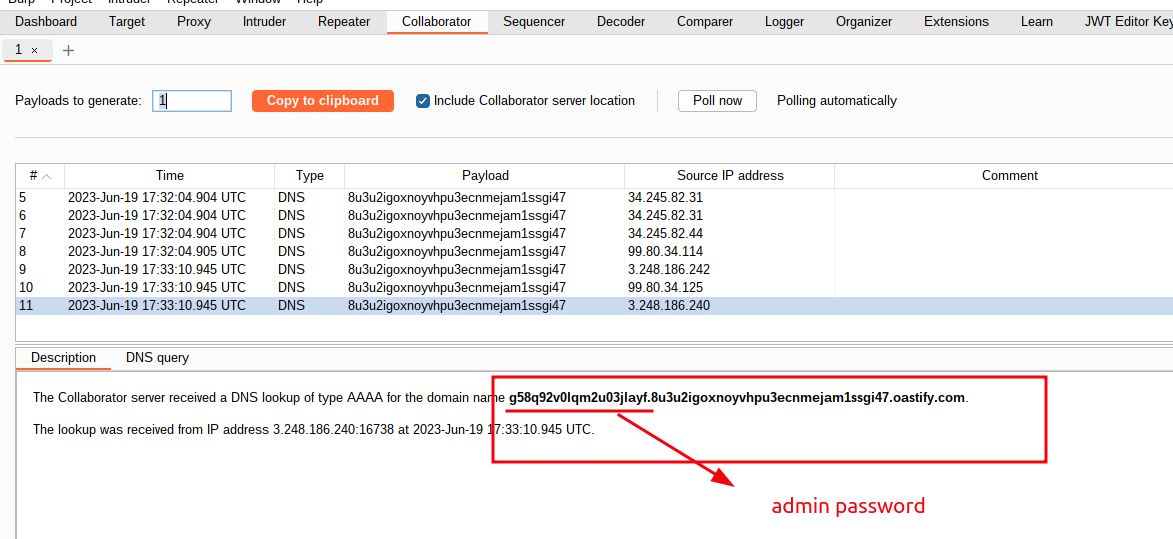 Burp Project Intruder Repeater Window Help
Dashboard Target Proxy Intruder Repeater Collaborator Sequencer Decoder Comparer Logger Organizer Extensions Learn JWT Editor Key
1 × +
Payloads to generate: 1 Copy to clipboard Include Collaborator server location Poll now Polling automatically
# Time Type Payload Source IP address Comment
5 2023-Jun-19 17:32:04.904 UTC DNS 8u3u2igoxnoyvhpu3ecnmejam1ssgi47 34.245.82.31
6 2023-Jun-19 17:32:04.904 UTC DNS 8u3u2igoxnoyvhpu3ecnmejam1ssgi47 34.245.82.31
7 2023-Jun-19 17:32:04.904 UTC DNS 8u3u2igoxnoyvhpu3ecnmejam1ssgi47 34.245.82.44
8 2023-Jun-19 17:32:04.905 UTC DNS 8u3u2igoxnoyvhpu3ecnmejam1ssgi47 99.80.34.114
9 2023-Jun-19 17:33:10.945 UTC DNS 8u3u2igoxnoyvhpu3ecnmejam1ssgi47 3.248.186.242
10 2023-Jun-19 17:33:10.945 UTC DNS 8u3u2igoxnoyvhpu3ecnmejam1ssgi47 99.80.34.125
11 2023-Jun-19 17:33:10.945 UTC DNS 8u3u2igoxnoyvhpu3ecnmejam1ssgi47 3.248.186.240
Description DNS query
The Collaborator server received a DNS lookup of type AAAA for the domain name g58q92v0lqm2u03jlayf.8u3u2igoxnoyvhpu3ecnmejam1ssgi47.oastify.com.
The lookup was received from IP address 3.248.186.240:16738 at 2023-Jun-19 17:33:10.945 UTC.
admin password